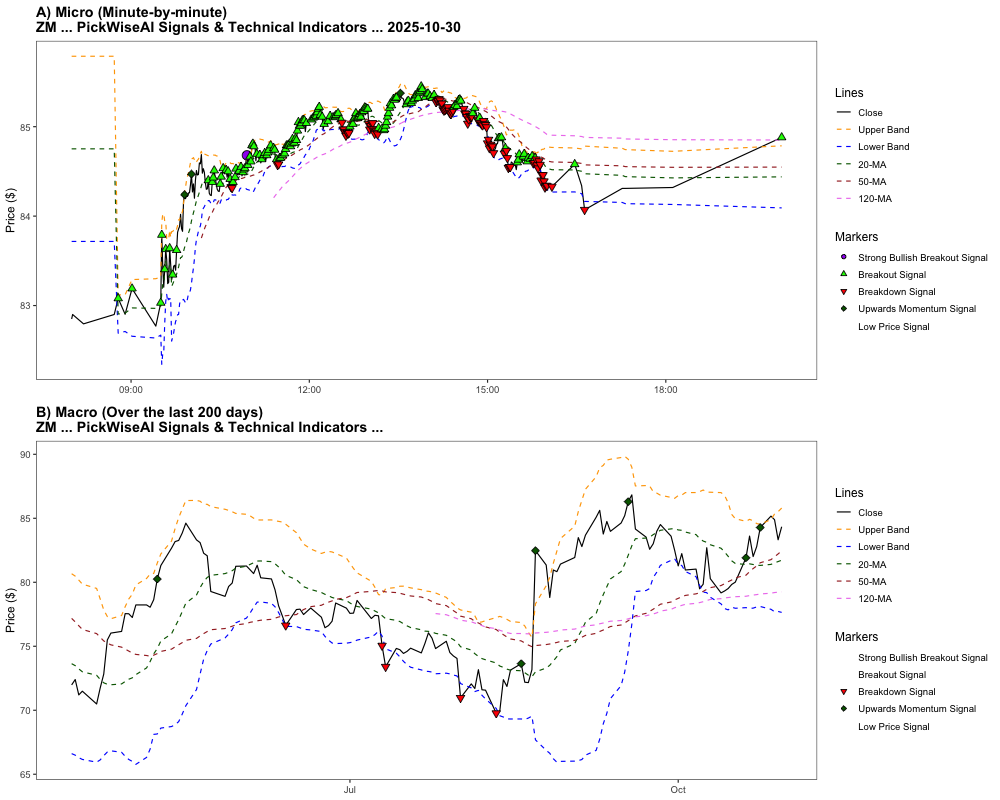 A) Micro (Minute-by-minute)
ZM ... PickWiseAI Signals & Technical Indicators ... 2025-10-30
Price ($)
85
84
83
09:00
12:00
15:00
18:00
Lines
Close
Upper Band
Lower Band
20-MA
50-MA
120-MA
Markers
Strong Bullish Breakout Signal
Breakout Signal
Breakdown Signal
Upwards Momentum Signal
Low Price Signal
B) Macro (Over the last 200 days)
ZM ... PickWiseAI Signals & Technical Indicators ...
Price ($)
90
85
80
75
70
65
Jul
Oct
Lines
Close
Upper Band
Lower Band
20-MA
50-MA
120-MA
Markers
Strong Bullish Breakout Signal
Breakout Signal
Breakdown Signal
Upwards Momentum Signal
Low Price Signal